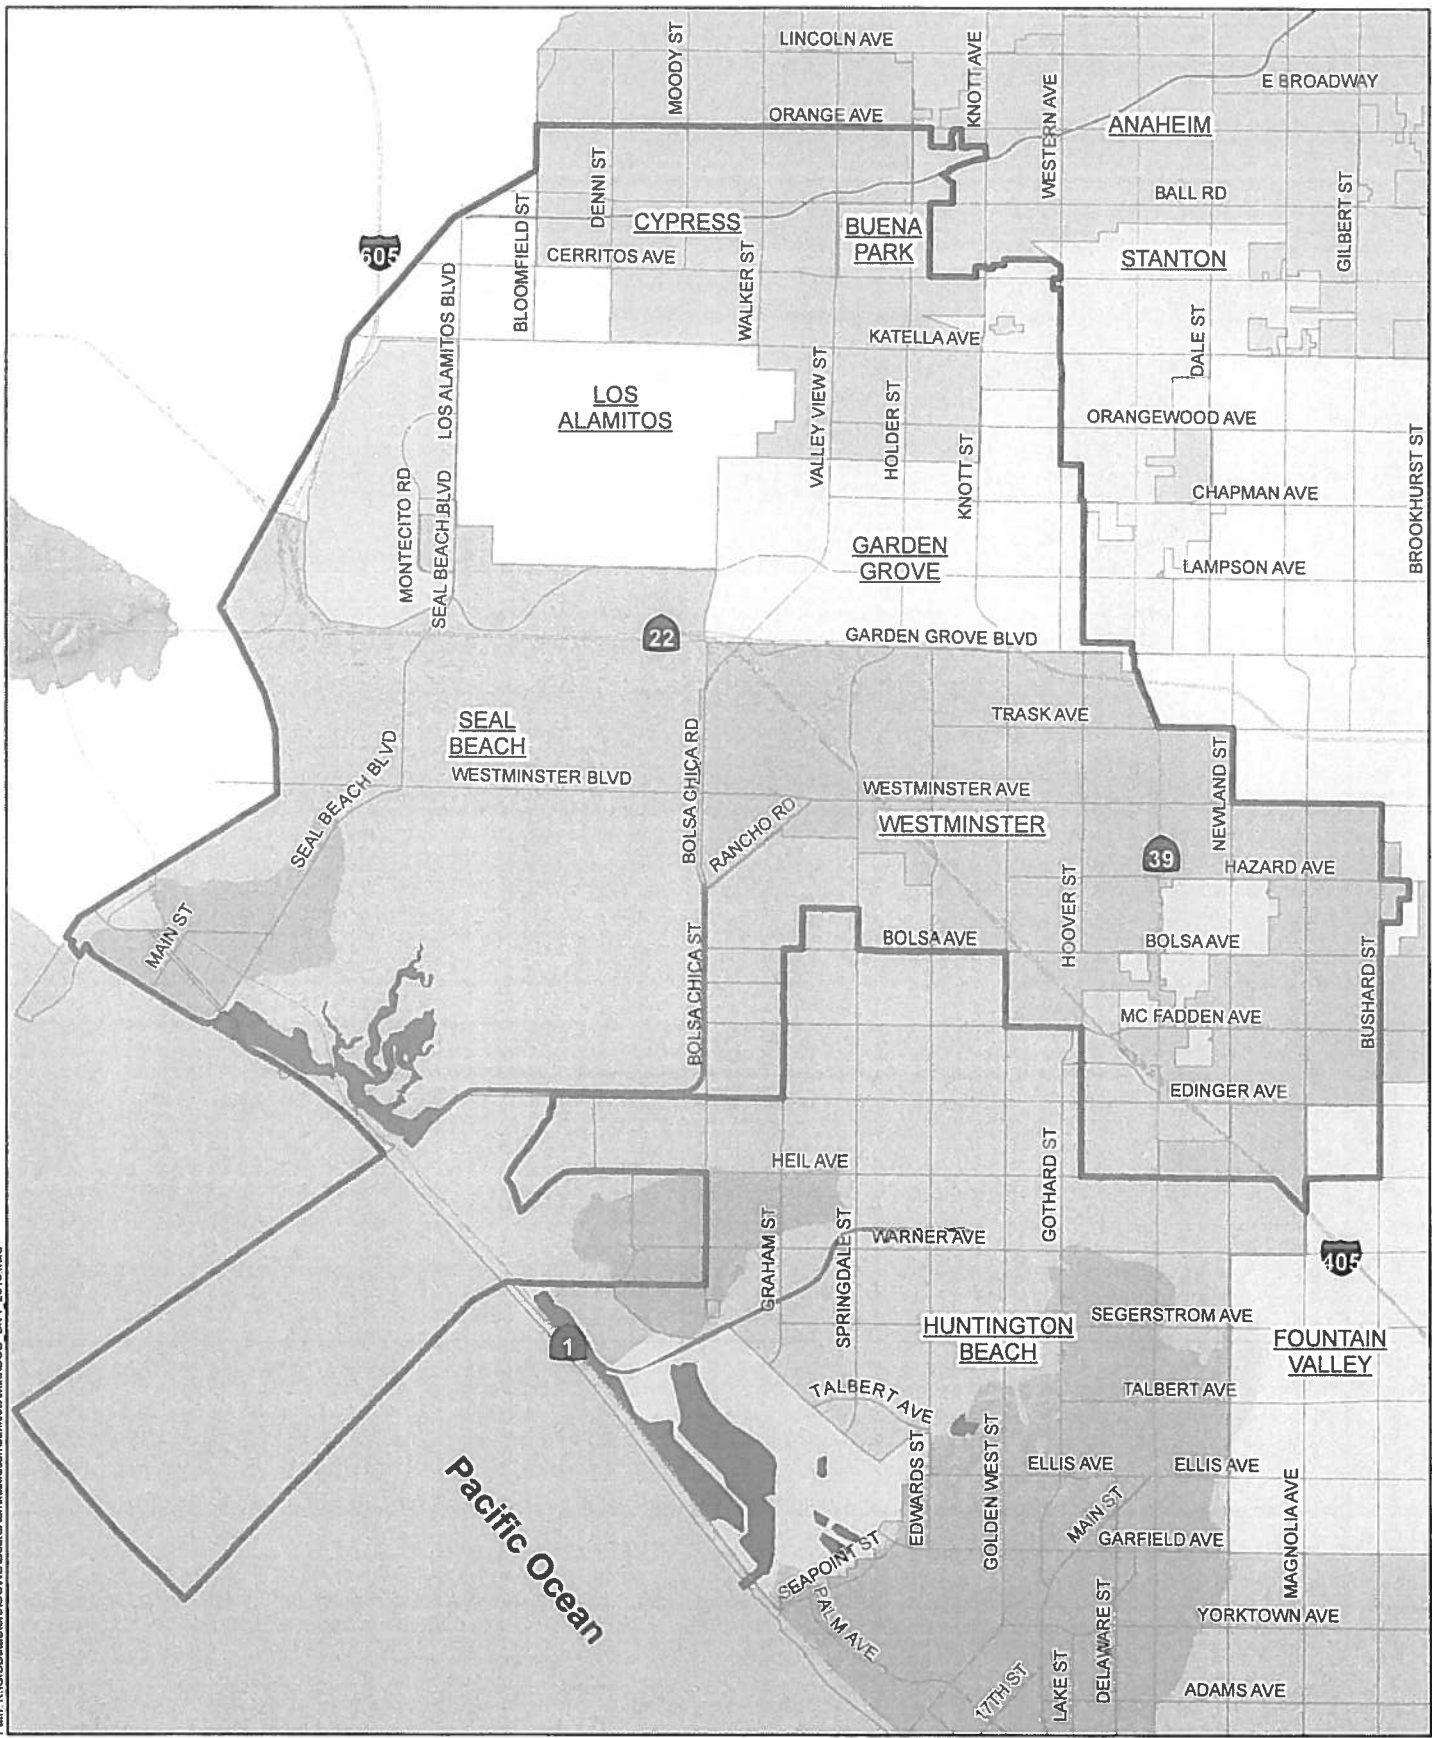 LINCOLN AVE
MOODY ST
KNOTT AVE
E BROADWAY
WESTERN AVE
ORANGE AVE
ANAHEIM
DENNI ST
BALL RD
GILBERT ST
BLOOMFIELD ST
CYPRESS
BUENA
PARK
605
CERRITOS AVE
STANTON
LOS ALAMITOS BLVD
WALKER ST
KATELLA AVE
DALE ST
LOS
ALAMITOS
VALLEY VIEW ST
HOLDER ST
ORANGEWOOD AVE
KNOTT ST
BROOKHURST ST
MONTECITO RD
SEAL BEACH BLVD
CHAPMAN AVE
GARDEN
GROVE
LAMPSON AVE
22
GARDEN GROVE BLVD
SEAL
BEACH
TRASK AVE
BOLSA CHICA RD
SEAL BEACH BLVD
WESTMINSTER BLVD
WESTMINSTER AVE
NEWLAND ST
RANCHO RD
WESTMINSTER
39
HAZARD AVE
HOOVER ST
MAIN ST
BOLSA AVE
BOLSA AVE
BOLSA CHICA ST
BUSHARD ST
MC FADDEN AVE
EDINGER AVE
HEIL AVE
GOTHARD ST
GRAHAM ST
SPRINGDALE ST
WARNER AVE
405
SEGERSTROM AVE
HUNTINGTON
BEACH
FOUNTAIN
VALLEY
1
TALBERT AVE
TALBERT AVE
EDWARDS ST
GOLDEN WEST ST
ELLIS AVE
ELLIS AVE
Pacific Ocean
MAIN ST
MAGNOLIA AVE
SEAPOINT ST
GARFIELD AVE
PALM AVE
DELAWARE ST
YORKTOWN AVE
17TH ST
LAKE ST
ADAMS AVE